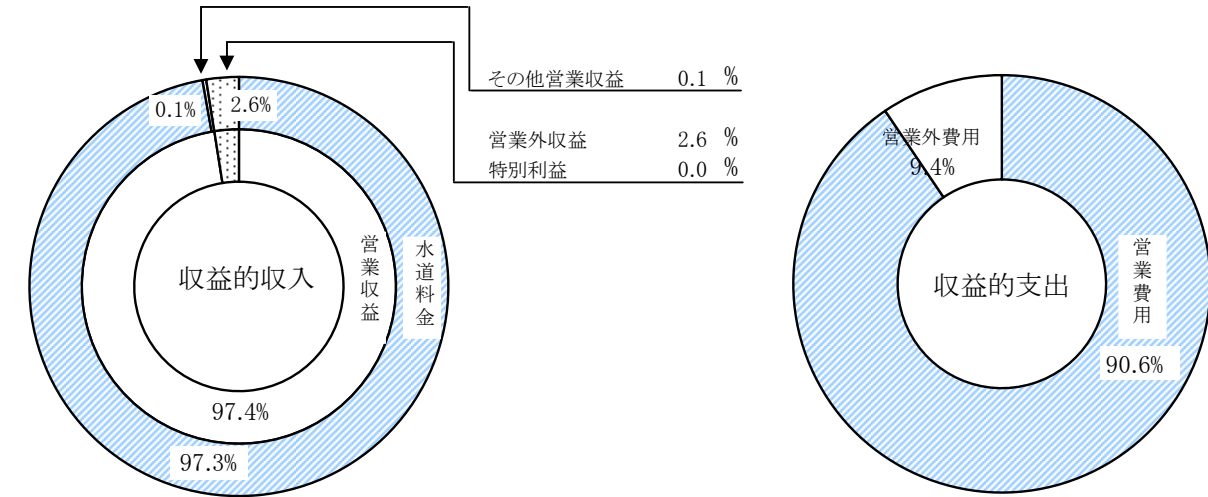 その他営業収益 0.1 %
0.1%
2.6%
営業外収益 2.6 %
特別利益 0.0 %
収益的収入
営業収益
水道料金
97.4%
97.3%
営業外費用
9.4%
収益的支出
営業費用
90.6%